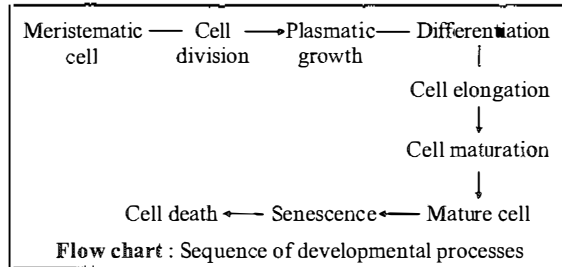 Meristematic Cell Plasmatic Differentiation
cell division growth
Cell elongation
Cell maturation
Cell death Senescence Mature cell
Flow chart : Sequence of developmental processes